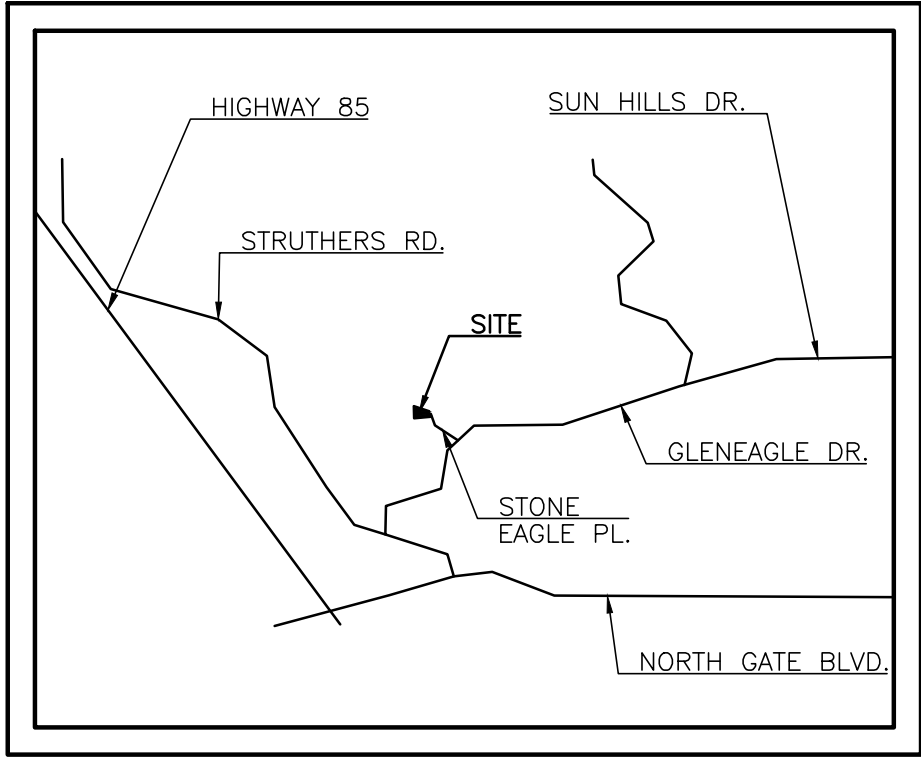 SUN HILLS DR.
HIGHWAY 85
STRUTHERS RD.
SITE
GLENEAGLE DR.
STONE
EAGLE PL.
NORTH GATE BLVD.